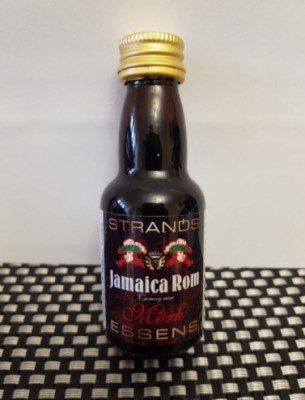 STRANDS
Jamaica Rom
Mörk
ESSENS